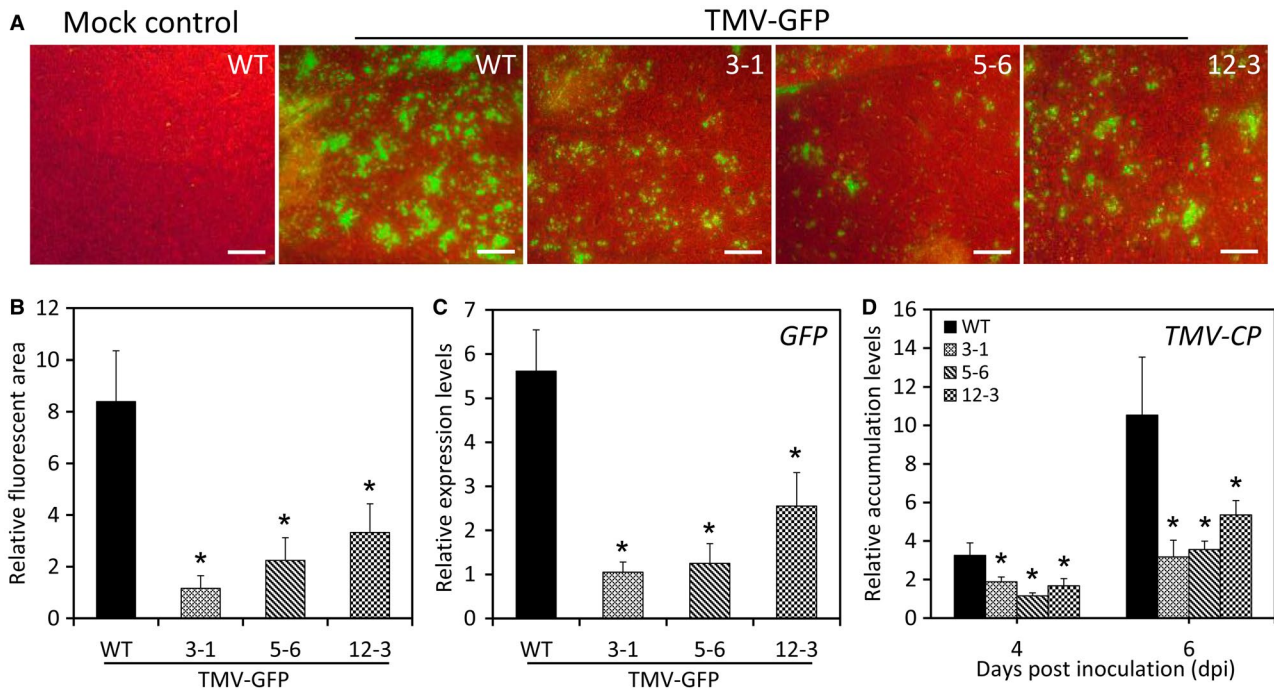 A Mock control TMV-GFP
WT WT 3-1 5-6 12-3
B
Relative fluorescent area
12
10
8
6
4
2
0
* * *
WT 3-1 5-6 12-3
TMV-GFP
C
Relative expression levels
GFP
7
6
5
4
3
2
1
0
* * *
WT 3-1 5-6 12-3
TMV-GFP
D
Relative accumulation levels
TMV-CP
16
14
12
10
8
6
4
2
0
WT
3-1
5-6
12-3
* * * * * *
4 6
Days post inoculation (dpi)